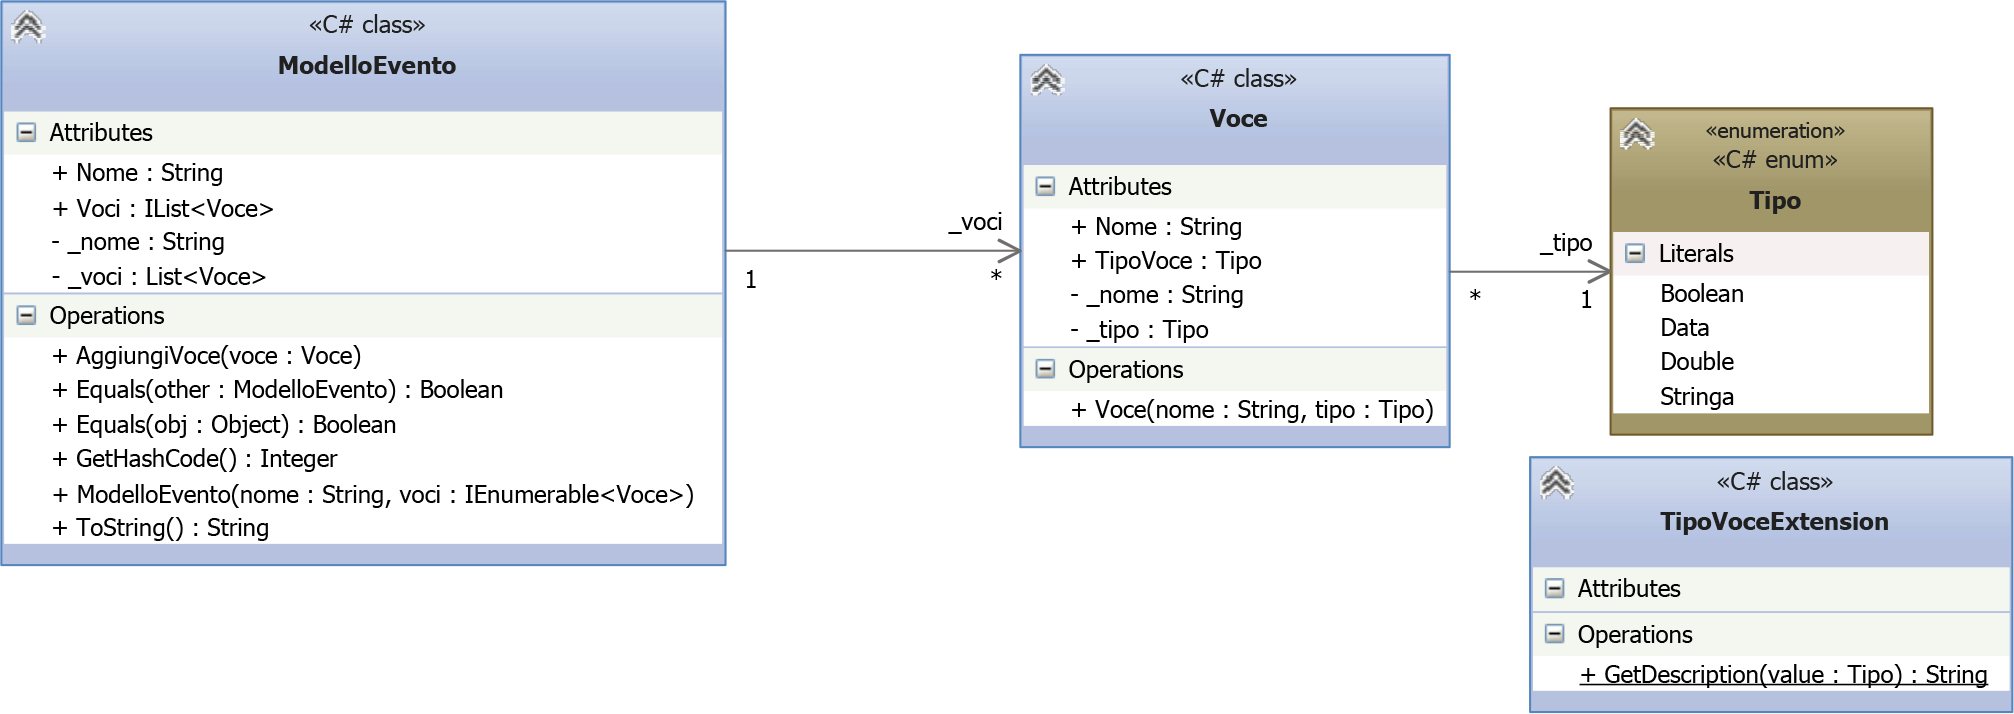 «C# class»
ModelloEvento
Attributes
+ Nome : String
+ Voci : IList<Voce>
- _nome : String
- _voci : List<Voce>
Operations
+ AggiungiVoce(voce : Voce)
+ Equals(other : ModelloEvento) : Boolean
+ Equals(obj : Object) : Boolean
+ GetHashCode() : Integer
+ ModelloEvento(nome : String, voci : IEnumerable<Voce>)
+ ToString() : String
_voci
1
*
«C# class»
Voce
Attributes
+ Nome : String
+ TipoVoce : Tipo
- _nome : String
- _tipo : Tipo
Operations
+ Voce(nome : String, tipo : Tipo)
_tipo
*
1
«enumeration»
«C# enum»
Tipo
Literals
Boolean
Data
Double
Stringa
«C# class»
TipoVoceExtension
Attributes
Operations
+ GetDescription(value : Tipo) : String